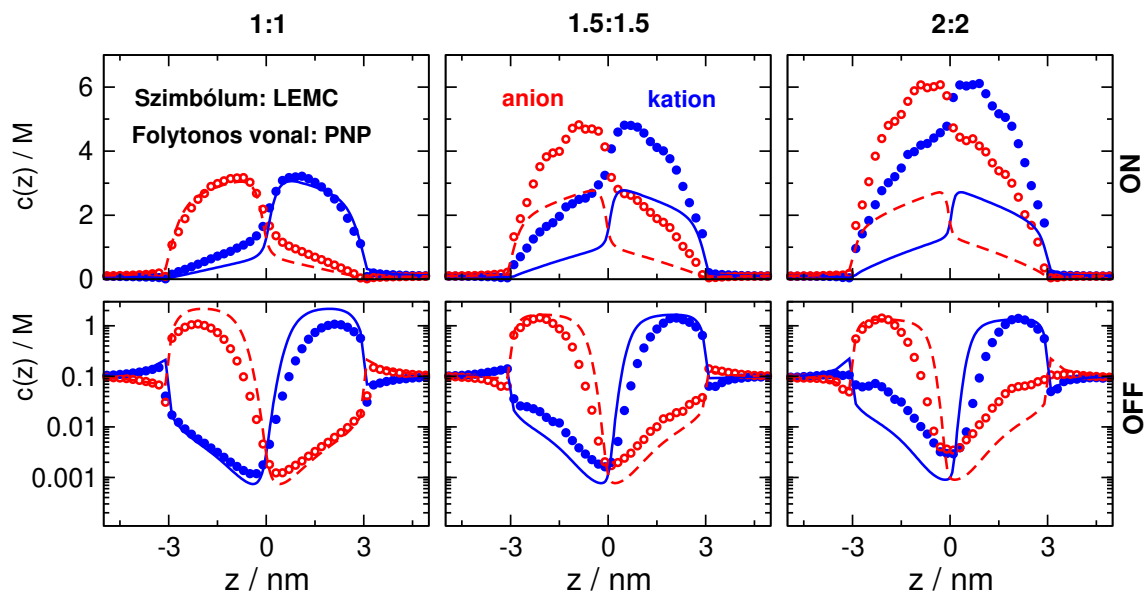 1:1 1.5:1.5 2:2
Szimbólum: LEMC
Folytonos vonal: PNP
anion kation
c(z) / M
6
4
2
0
ON
c(z) / M
1
0.1
0.01
0.001
OFF
-3 0 3 -3 0 3 -3 0 3
z / nm z / nm z / nm